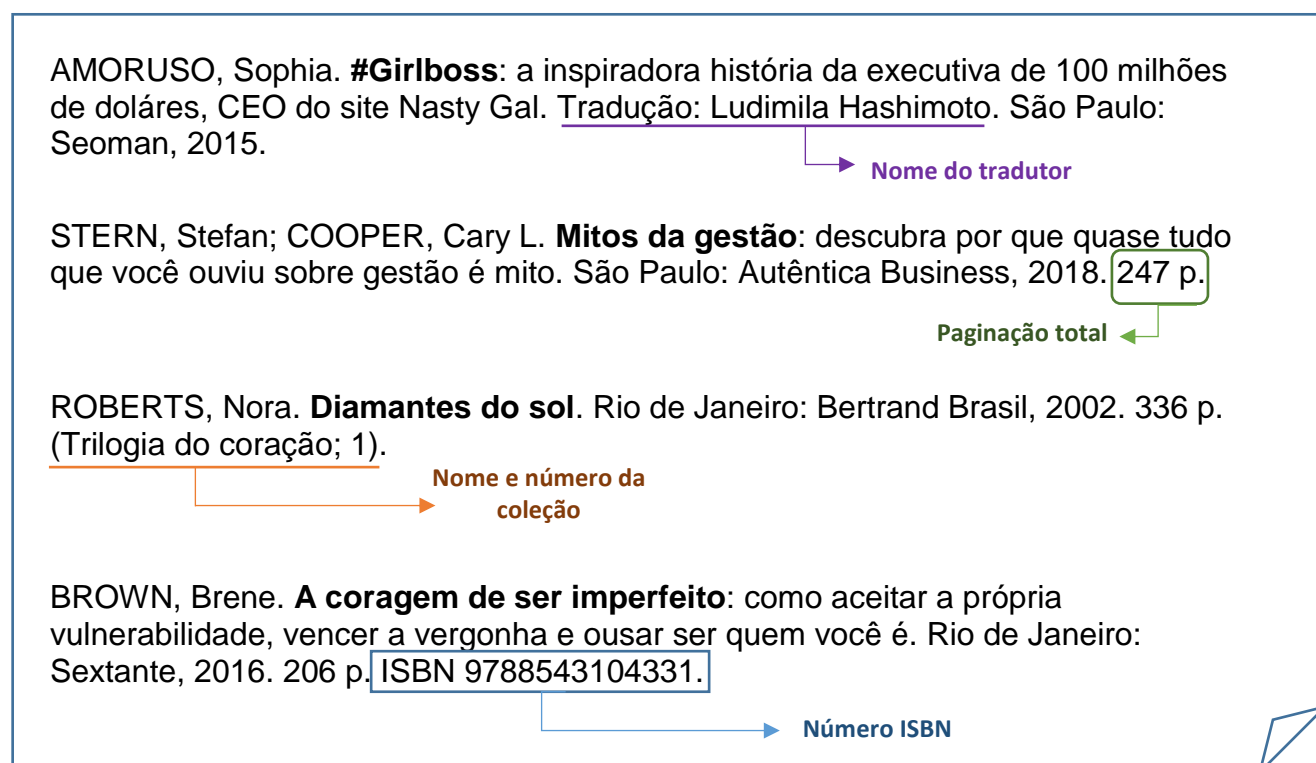 AMORUSO, Sophia. #Girlboss: a inspiradora história da executiva de 100 milhões
de doláres, CEO do site Nasty Gal. Tradução: Ludimila Hashimoto. São Paulo:
Seoman, 2015.
Nome do tradutor
STERN, Stefan; COOPER, Cary L. Mitos da gestão: descubra por que quase tudo
que você ouviu sobre gestão é mito. São Paulo: Autêntica Business, 2018. 247 p.
Paginação total
ROBERTS, Nora. Diamantes do sol. Rio de Janeiro: Bertrand Brasil, 2002. 336 p.
(Trilogia do coração; 1).
Nome e número da
coleção
BROWN, Brene. A coragem de ser imperfeito: como aceitar a própria
vulnerabilidade, vencer a vergonha e ousar ser quem você é. Rio de Janeiro:
Sextante, 2016. 206 p. ISBN 9788543104331.
Número ISBN